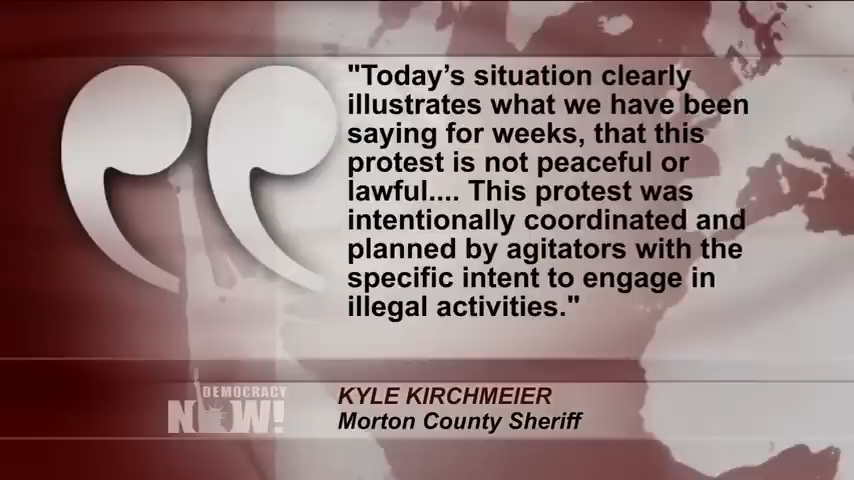 "Today's situation clearly
illustrates what we have been
saying for weeks, that this
protest is not peaceful or
lawful.... This protest was
intentionally coordinated and
planned by agitators with the
specific intent to engage in
illegal activities."
KYLE KIRCHMEIER
Morton County Sheriff
DEMOCRACY
NOW!